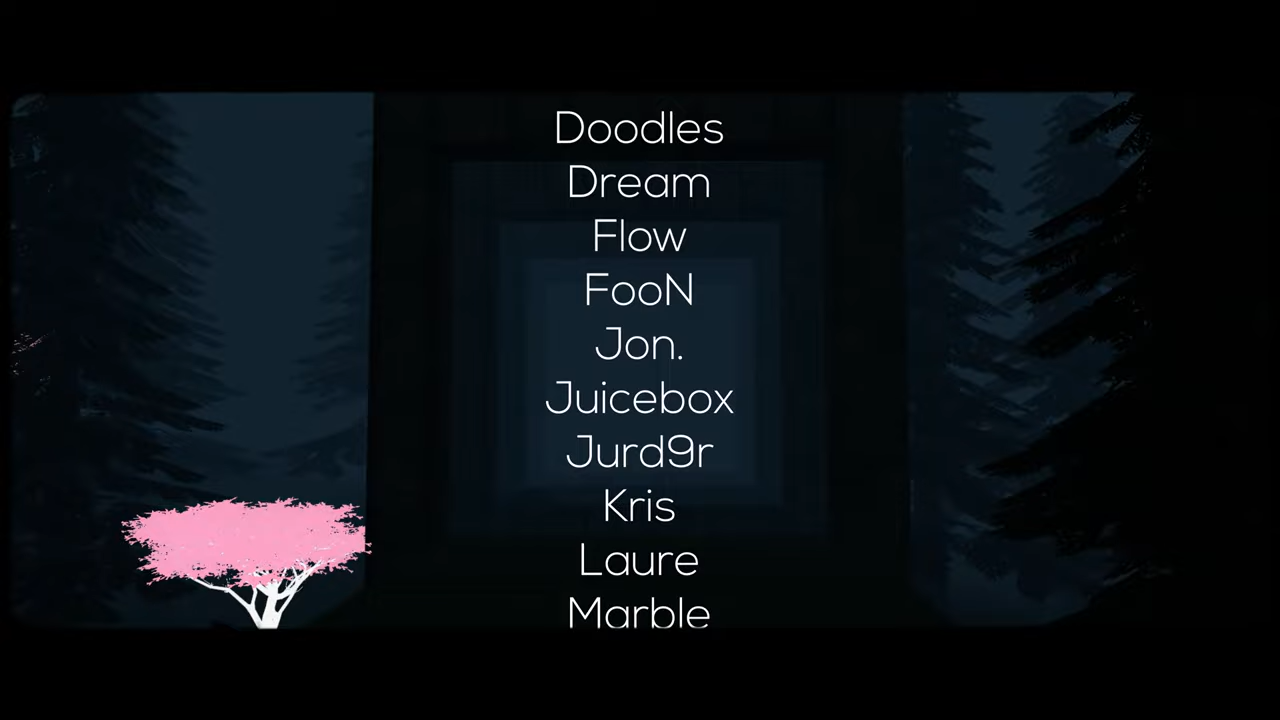 Doodles
Dream
Flow
FooN
Jon.
Juicebox
Jurd9r
Kris
Laure
Marble